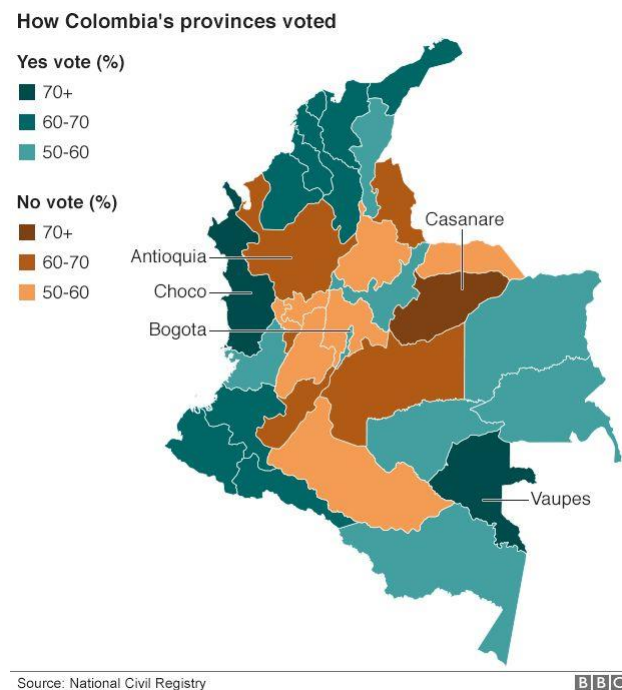 How Colombia's provinces voted
Yes vote (%)
70+
60-70
50-60
No vote (%)
70+
60-70
50-60
Casanare
Antioquia
Choco
Bogota
Vaupes
Source: National Civil Registry
BBC